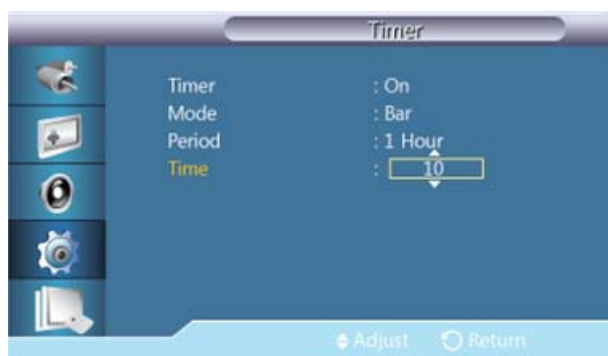 Timer
Timer : On
Mode : Bar
Period : 1 Hour
Time : 10
Adjust Return